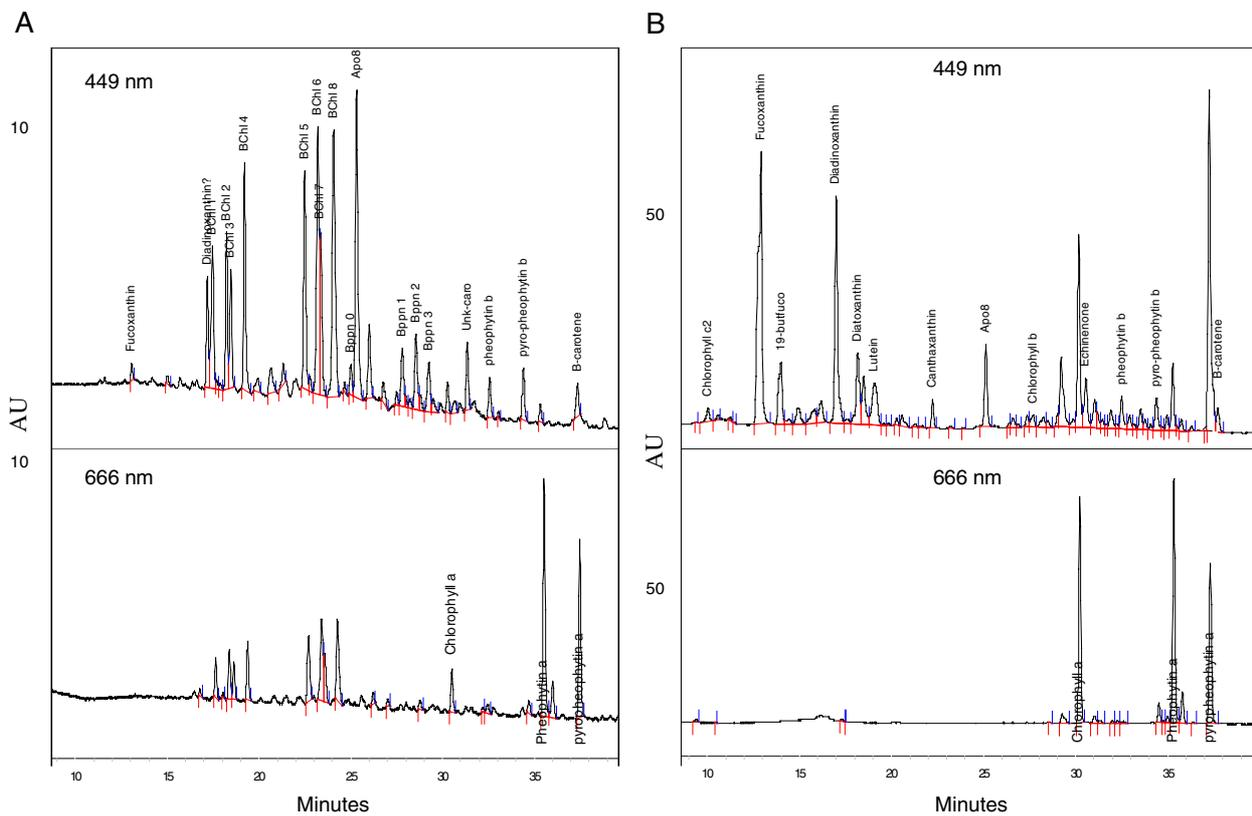 A
449 nm
10
Fucoxanthin
Diadinoxanthin?
BChl 1
BChl 2
BChl 3
BChl 4
BChl 5
BChl 6
BChl 7
BChl 8
Bppn 0
Apo8
Bppn 1
Bppn 2
Bppn 3
Unk-caro
pheophytin b
pyro-pheophytin b
B-carotene
AU
10
666 nm
Chlorophyll a
Pheophytin a
pyropheophytin a
10 15 20 25 30 35
Minutes
B
449 nm
50
Chlorophyll c2
Fucoxanthin
19-butfuco
Diadinoxanthin
Diatoxanthin
Lutein
Canthaxanthin
Apo8
Chlorophyll b
Echinenone
pheophytin b
pyro-pheophytin b
B-carotene
AU
50
666 nm
Chlorophyll a
Pheophytin a
pyropheophytin a
10 15 20 25 30 35
Minutes